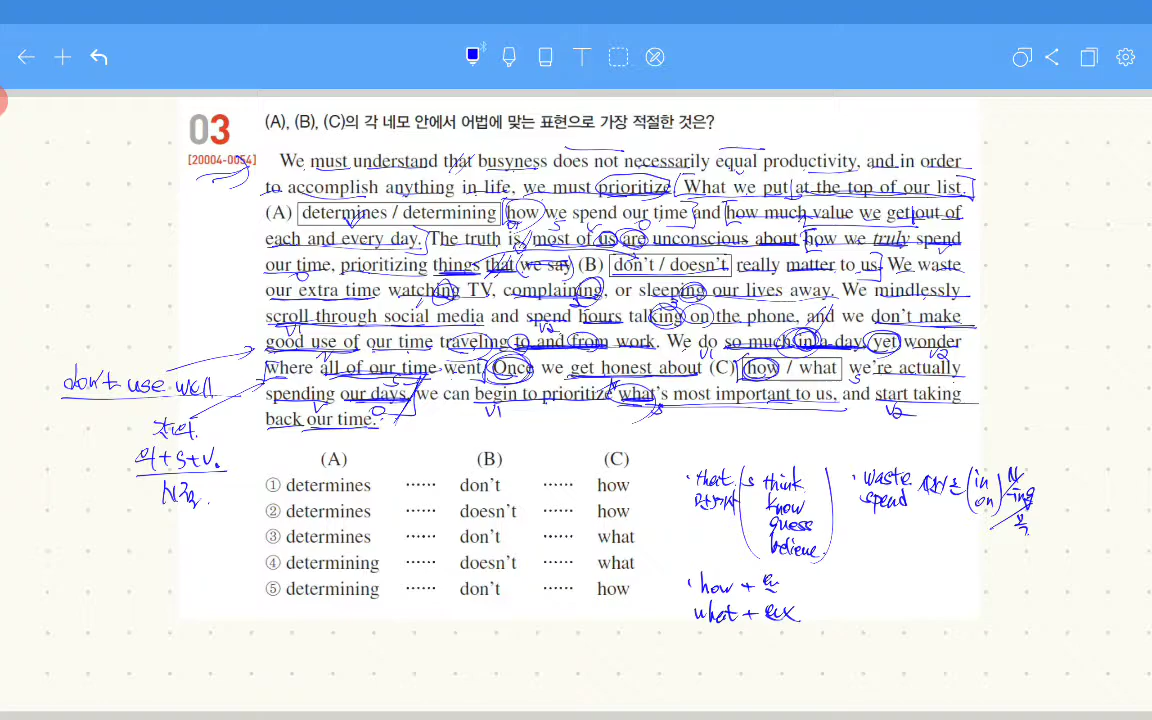 03 (A), (B), (C)의 각 네모 안에서 어법에 맞는 표현으로 가장 적절한 것은?
[20004-0054]
We must understand that busyness does not necessarily equal productivity, and in order
to accomplish anything in life, we must prioritize. What we put at the top of our list
(A) determines / determining how we spend our time and how much value we get out of
each and every day. The truth is, most of us are unconscious about how we truly spend
our time, prioritizing things that we say (B) don't / doesn't really matter to us. We waste
our extra time watching TV, complaining, or sleeping our lives away. We mindlessly
scroll through social media and spend hours talking on the phone, and we don't make
good use of our time traveling to and from work. We do so much in a day, yet wonder
where all of our time went. Once we get honest about (C) how / what we're actually
spending our days, we can begin to prioritize what's most important to us, and start taking
back our time.
don't use well
의+S+V.
(A) (B) (C)
① determines ······ don't ······ how
② determines ······ doesn't ······ how
③ determines ······ don't ······ what
④ determining ······ doesn't ······ what
⑤ determining ······ don't ······ how
· that S think
know
guess
believe
· waste
spend
in
on
· how +
what +